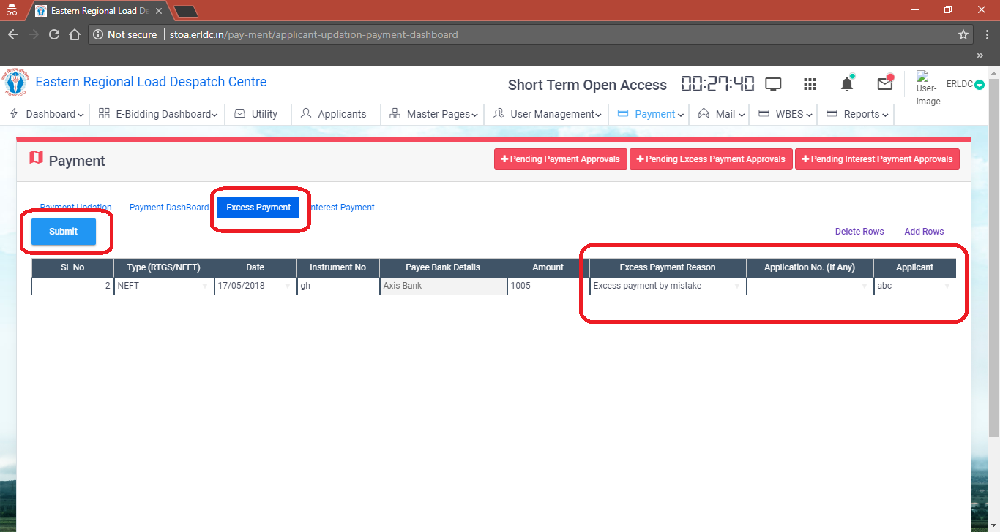 Eastern Regional Load De
Not secure stoa.erldc.in/pay-ment/applicant-updation-payment-dashboard
»
Eastern Regional Load Despatch Centre
Short Term Open Access 00:27:40
User-image
ERLDC
Dashboard E-Bidding Dashboard Utility Applicants Master Pages User Management Payment Mail WBES Reports
Payment
+ Pending Payment Approvals + Pending Excess Payment Approvals + Pending Interest Payment Approvals
Payment Updation Payment DashBoard Excess Payment nterest Payment
Submit Delete Rows Add Rows
SL No Type (RTGS/NEFT) Date Instrument No Payee Bank Details Amount Excess Payment Reason Application No. (If Any) Applicant
2 NEFT 17/05/2018 gh Axis Bank 1005 Excess payment by mistake abc